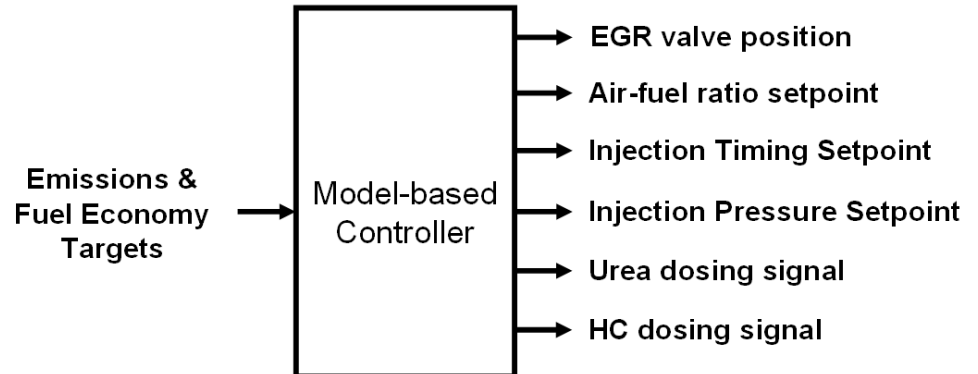 Emissions &
Fuel Economy
Targets
Model-based
Controller
EGR valve position
Air-fuel ratio setpoint
Injection Timing Setpoint
Injection Pressure Setpoint
Urea dosing signal
HC dosing signal